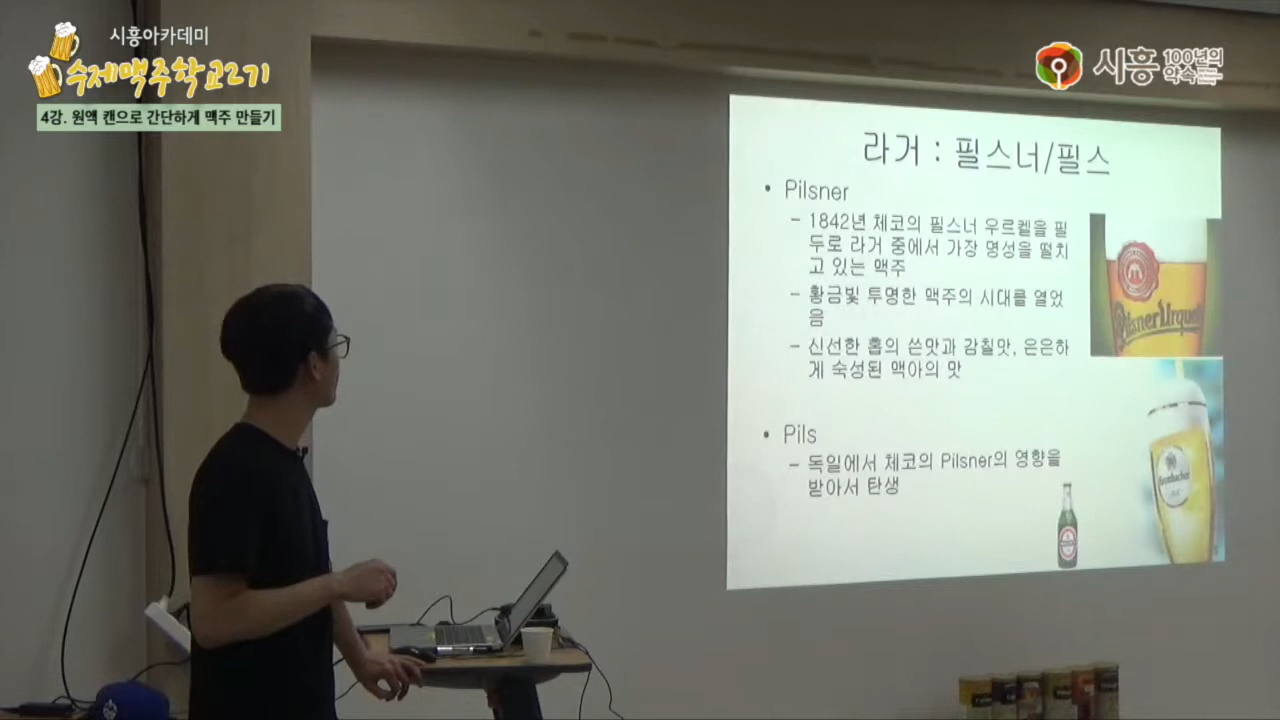 시흥아카데미
수제맥주학교2기
4강. 원액 캔으로 간단하게 맥주 만들기
시흥 100년의
약속
라거 : 필스너/필스
• Pilsner
– 1842년 체코의 필스너 우르켈을 필
두로 라거 중에서 가장 명성을 떨치
고 있는 맥주
– 황금빛 투명한 맥주의 시대를 열었
음
– 신선한 홉의 쓴맛과 감칠맛, 은은하
게 숙성된 맥아의 맛
Pilsner Urquell
• Pils
– 독일에서 체코의 Pilsner의 영향을
받아서 탄생
Krombacher